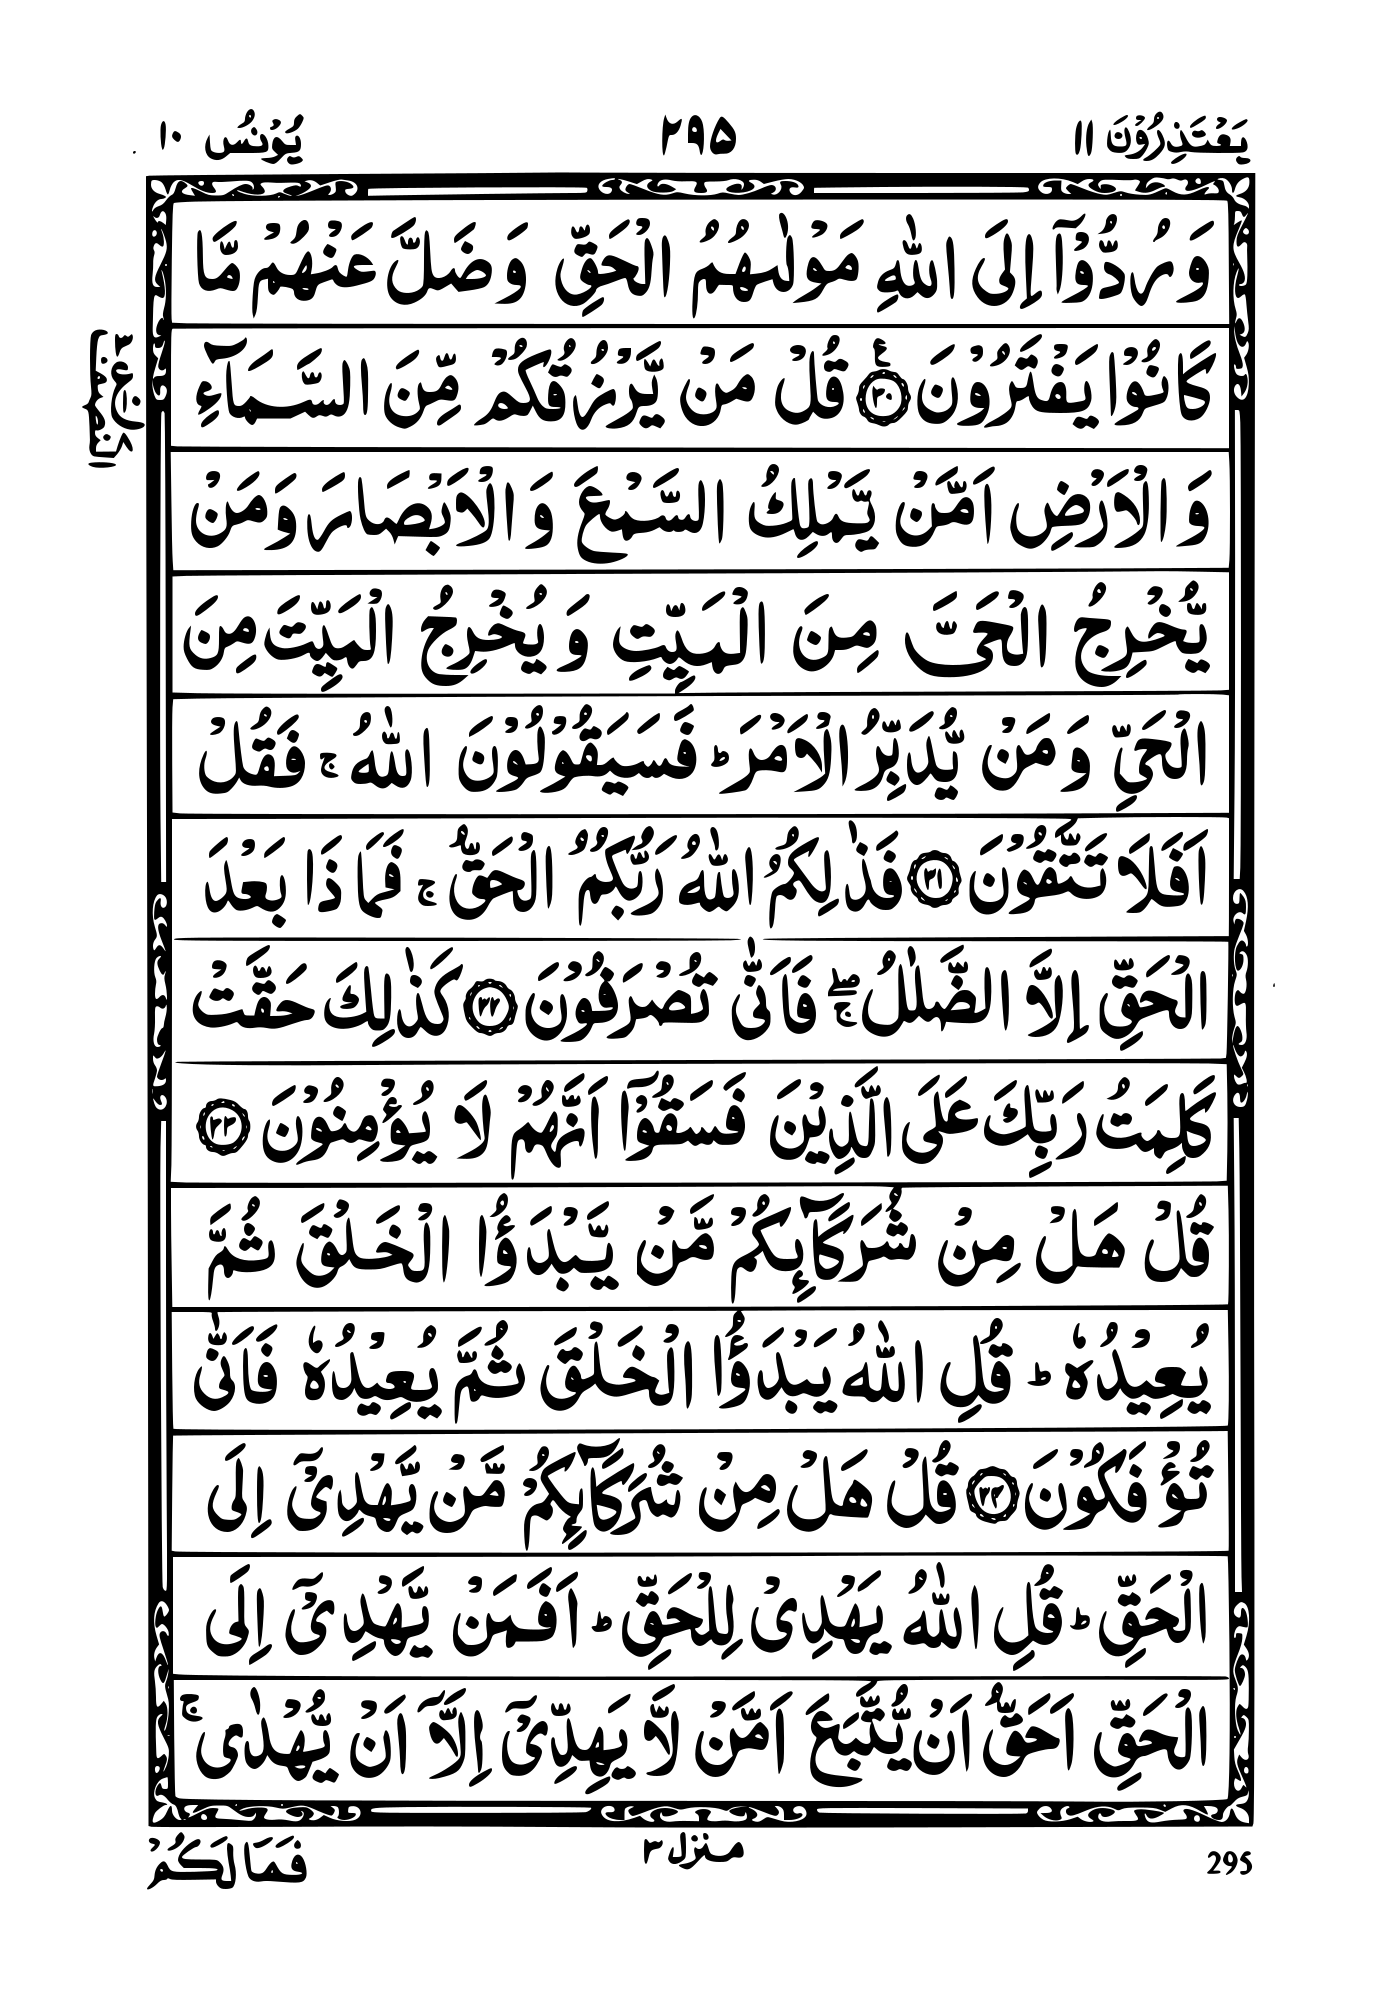 يَعْتَذِرُوْنَ ١١
٢٩٥
يُوْنُس ١٠
وَ رُدُّوْۤا اِلَى اللّٰهِ مَوْلٰىهُمُ الْحَقِّ وَ ضَلَّ عَنْهُمْ مَّا
كَانُوْا يَفْتَرُوْنَ ۝٣٠ قُلْ مَنْ يَّرْزُقُكُمْ مِّنَ السَّمَآءِ
وَ الْاَرْضِ اَمَّنْ يَّمْلِكُ السَّمْعَ وَ الْاَبْصَارَ وَمَنْ
يُّخْرِجُ الْحَيَّ مِنَ الْمَيِّتِ وَ يُخْرِجُ الْمَيِّتَ مِنَ
الْحَيِّ وَ مَنْ يُّدَبِّرُ الْاَمْرَ ؕ فَسَيَقُوْلُوْنَ اللّٰهُ ۚ فَقُلْ
اَفَلَا تَتَّقُوْنَ ۝٣١ فَذٰلِكُمُ اللّٰهُ رَبُّكُمُ الْحَقُّ ۚ فَمَا ذَا بَعْدَ
الْحَقِّ اِلَّا الضَّلٰلُ ۖۚ فَاَنّٰى تُصْرَفُوْنَ ۝٣٢ كَذٰلِكَ حَقَّتْ
كَلِمَتُ رَبِّكَ عَلَى الَّذِيْنَ فَسَقُوْۤا اَنَّهُمْ لَا يُؤْمِنُوْنَ ۝٣٣
قُلْ هَلْ مِنْ شُرَكَآئِكُمْ مَّنْ يَّبْدَؤُا الْخَلْقَ ثُمَّ
يُعِيْدُهٗ ؕ قُلِ اللّٰهُ يَبْدَؤُا الْخَلْقَ ثُمَّ يُعِيْدُهٗ فَاَنّٰى
تُؤْفَكُوْنَ ۝٣٤ قُلْ هَلْ مِنْ شُرَكَآئِكُمْ مَّنْ يَّهْدِيْۤ اِلَى
الْحَقِّ ؕ قُلِ اللّٰهُ يَهْدِيْ لِلْحَقِّ ؕ اَفَمَنْ يَّهْدِيْۤ اِلَى
الْحَقِّ اَحَقُّ اَنْ يُّتَّبَعَ اَمَّنْ لَّا يَهِدِّيْۤ اِلَّاۤ اَنْ يُّهْدٰى ۚ
فَمَا لَكُمْ
منزل ٣
295